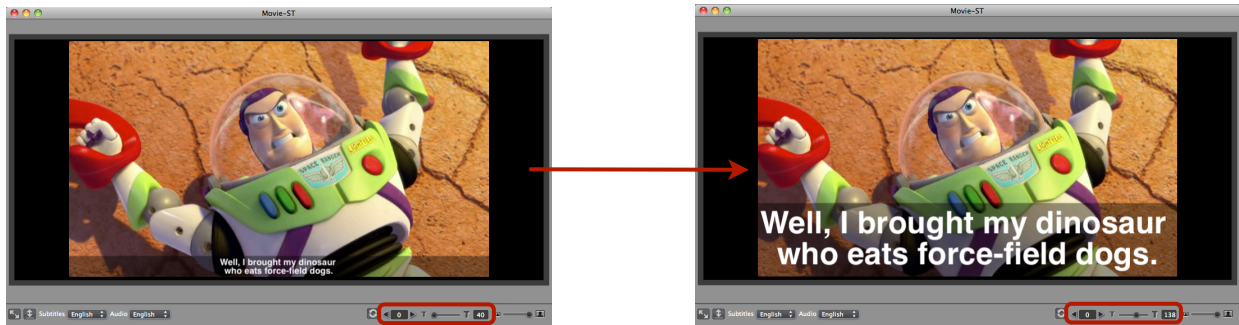 Movie-ST
SPACE RANGER
LIGHTYEAR
Well, I brought my dinosaur
who eats force-field dogs.
Subtitles English Audio English 0 T T 40
Movie-ST
SPACE RANGER
LIGHTYEAR
Well, I brought my dinosaur
who eats force-field dogs.
Subtitles English Audio English 0 T T 138